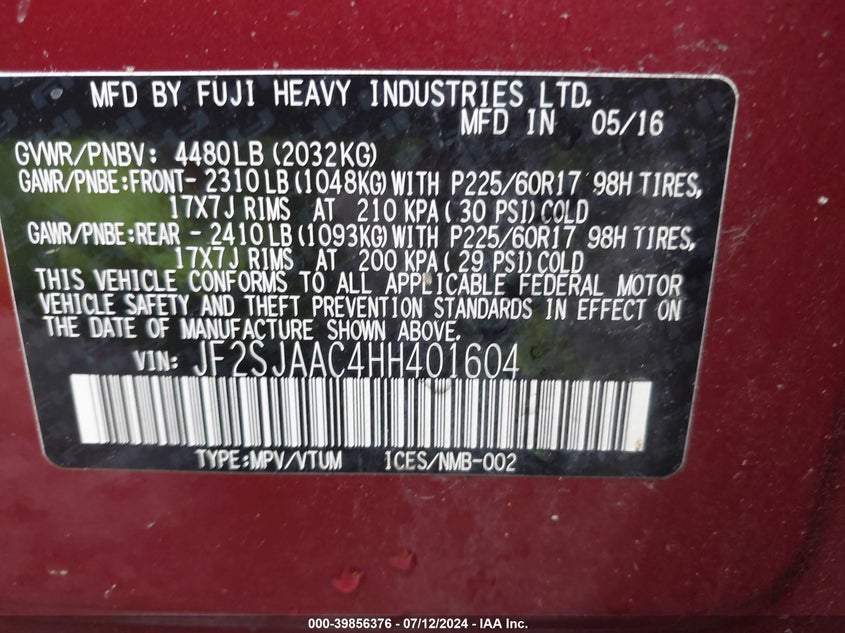 MFD BY FUJI HEAVY INDUSTRIES LTD.
MFD IN 05/16
GVWR/PNBV: 4480LB (2032KG)
GAWR/PNBE:FRONT- 2310LB (1048KG) WITH P225/60R17 98H TIRES,
17X7J RIMS AT 210 KPA (30 PSI) COLD
GAWR/PNBE:REAR - 2410LB (1093KG) WITH P225/60R17 98H TIRES,
17X7J RIMS AT 200 KPA (29 PSI) COLD
THIS VEHICLE CONFORMS TO ALL APPLICABLE FEDERAL MOTOR
VEHICLE SAFETY AND THEFT PREVENTION STANDARDS IN EFFECT ON
THE DATE OF MANUFACTURE SHOWN ABOVE.
VIN: JF2SJAAC4HH401604
TYPE:MPV/VTUM ICES/NMB-002
000-39856376 - 07/12/2024 - IAA Inc.